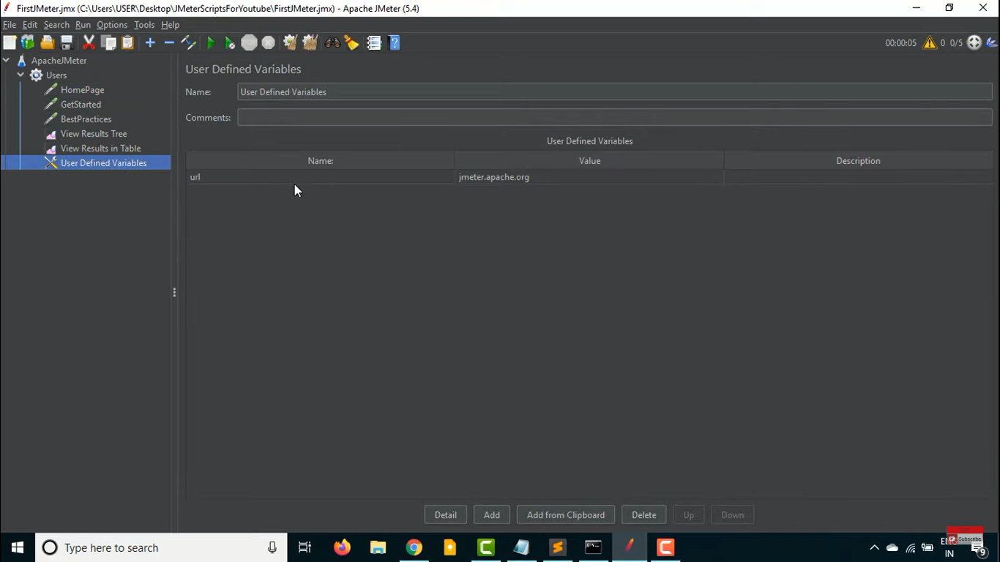 FirstJMeter.jmx (C:\Users\USER\Desktop\JMeterScriptsForYoutube\FirstJMeter.jmx) - Apache JMeter (5.4)
File Edit Search Run Options Tools Help
00:00:05 0 0/5
ApacheJMeter
Users
HomePage
GetStarted
BestPractices
View Results Tree
View Results in Table
User Defined Variables
User Defined Variables
Name: User Defined Variables
Comments:
User Defined Variables
Name: Value Description
url jmeter.apache.org
Detail Add Add from Clipboard Delete Up Down
Type here to search
IN
9
Subscribe